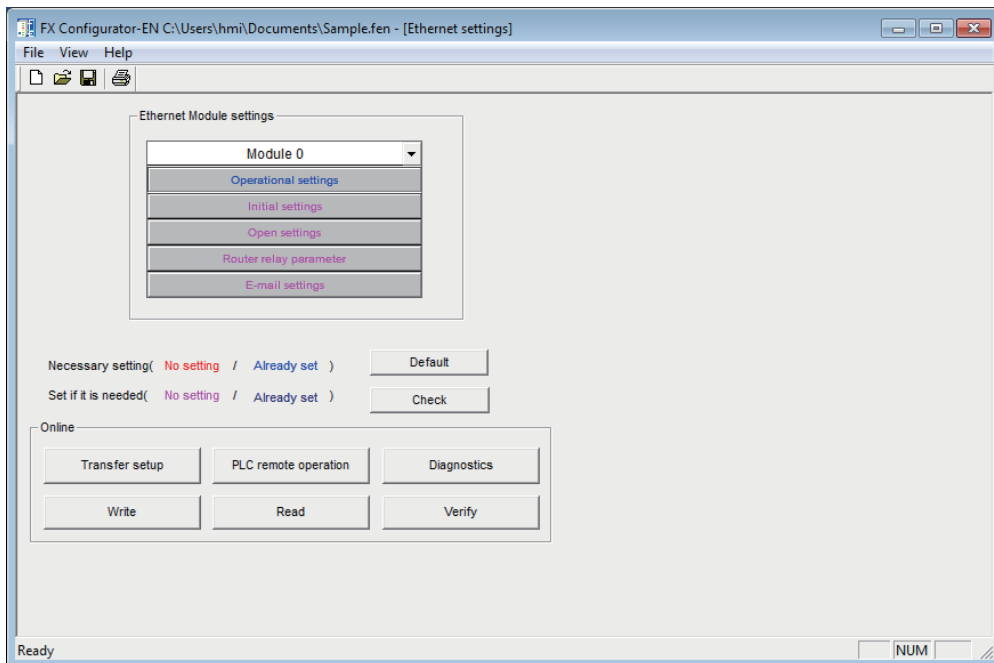 FX Configurator-EN C:\Users\hmi\Documents\Sample.fen - [Ethernet settings]
File View Help
Ethernet Module settings
Module 0
Operational settings
Initial settings
Open settings
Router relay parameter
E-mail settings
Necessary setting( No setting / Already set ) Default
Set if it is needed( No setting / Already set ) Check
Online
Transfer setup PLC remote operation Diagnostics
Write Read Verify
Ready NUM